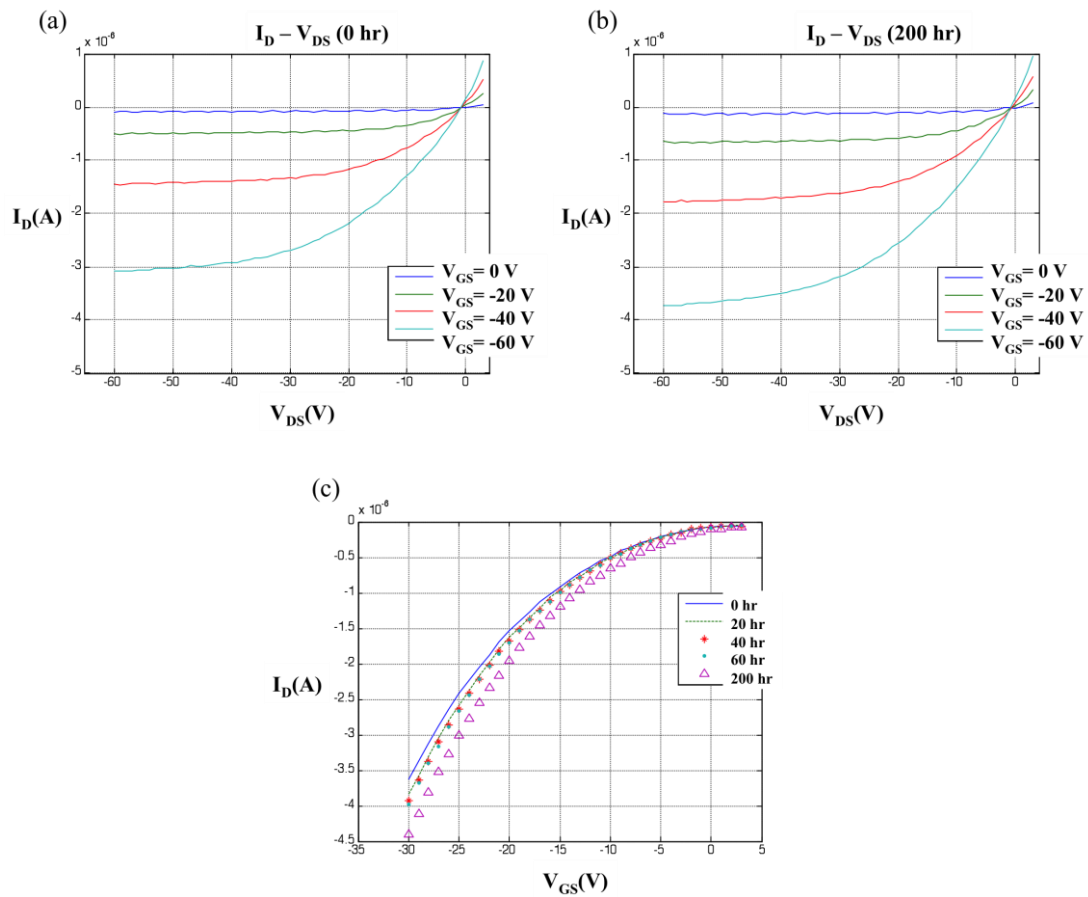 (a)
I_D – V_DS (0 hr)
x 10^-6
1
0
-1
-2
-3
-4
-5
I_D(A)
-60
-50
-40
-30
-20
-10
0
V_DS(V)
V_GS= 0 V
V_GS= -20 V
V_GS= -40 V
V_GS= -60 V
(b)
I_D – V_DS (200 hr)
x 10^-6
1
0
-1
-2
-3
-4
-5
I_D(A)
-60
-50
-40
-30
-20
-10
0
V_DS(V)
V_GS= 0 V
V_GS= -20 V
V_GS= -40 V
V_GS= -60 V
(c)
x 10^-6
0
-0.5
-1
-1.5
-2
-2.5
-3
-3.5
-4
-4.5
I_D(A)
-35
-30
-25
-20
-15
-10
-5
0
5
V_GS(V)
0 hr
20 hr
40 hr
60 hr
200 hr